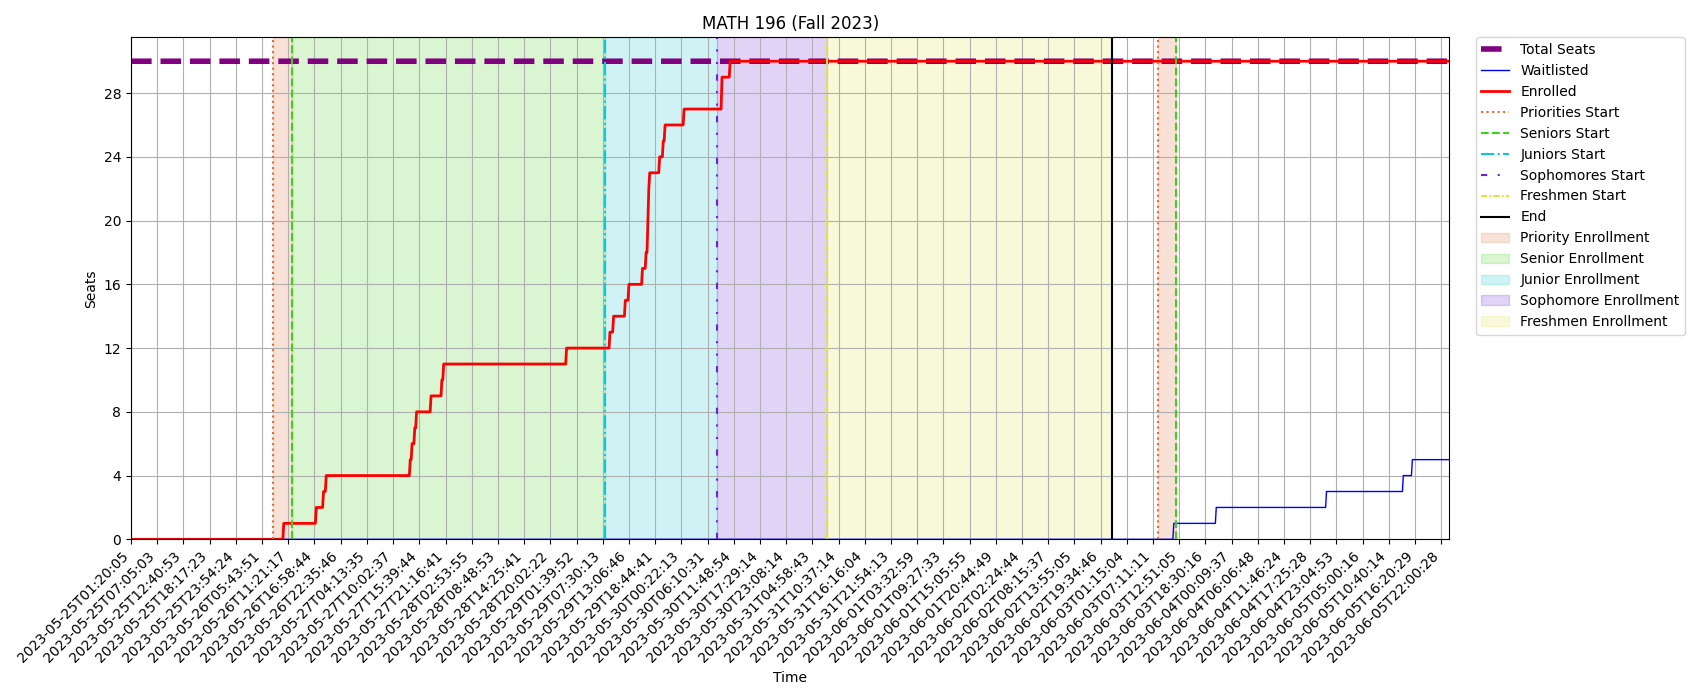 MATH 196 (Fall 2023)
Seats
28
24
20
16
12
8
4
0
2023-05-25T01:20:05
2023-05-25T07:05:03
2023-05-25T12:40:53
2023-05-25T18:17:23
2023-05-25T23:54:24
2023-05-26T05:43:51
2023-05-26T11:21:17
2023-05-26T16:58:44
2023-05-26T22:35:46
2023-05-27T04:13:35
2023-05-27T10:02:37
2023-05-27T15:39:44
2023-05-27T21:16:41
2023-05-28T02:53:55
2023-05-28T08:48:53
2023-05-28T14:25:41
2023-05-28T20:02:22
2023-05-29T01:39:52
2023-05-29T07:30:13
2023-05-29T13:06:46
2023-05-29T18:44:41
2023-05-30T00:22:13
2023-05-30T06:10:31
2023-05-30T11:48:54
2023-05-30T17:29:14
2023-05-30T23:08:14
2023-05-31T04:58:43
2023-05-31T10:37:14
2023-05-31T16:16:04
2023-05-31T21:54:13
2023-06-01T03:32:59
2023-06-01T09:27:33
2023-06-01T15:05:55
2023-06-01T20:44:49
2023-06-02T02:24:44
2023-06-02T08:15:37
2023-06-02T13:55:05
2023-06-02T19:34:46
2023-06-03T01:15:04
2023-06-03T07:11:11
2023-06-03T12:51:05
2023-06-03T18:30:16
2023-06-04T00:09:37
2023-06-04T06:06:48
2023-06-04T11:46:24
2023-06-04T17:25:28
2023-06-04T23:04:53
2023-06-05T05:00:16
2023-06-05T10:40:14
2023-06-05T16:20:29
2023-06-05T22:00:28
Time
Total Seats
Waitlisted
Enrolled
Priorities Start
Seniors Start
Juniors Start
Sophomores Start
Freshmen Start
End
Priority Enrollment
Senior Enrollment
Junior Enrollment
Sophomore Enrollment
Freshmen Enrollment